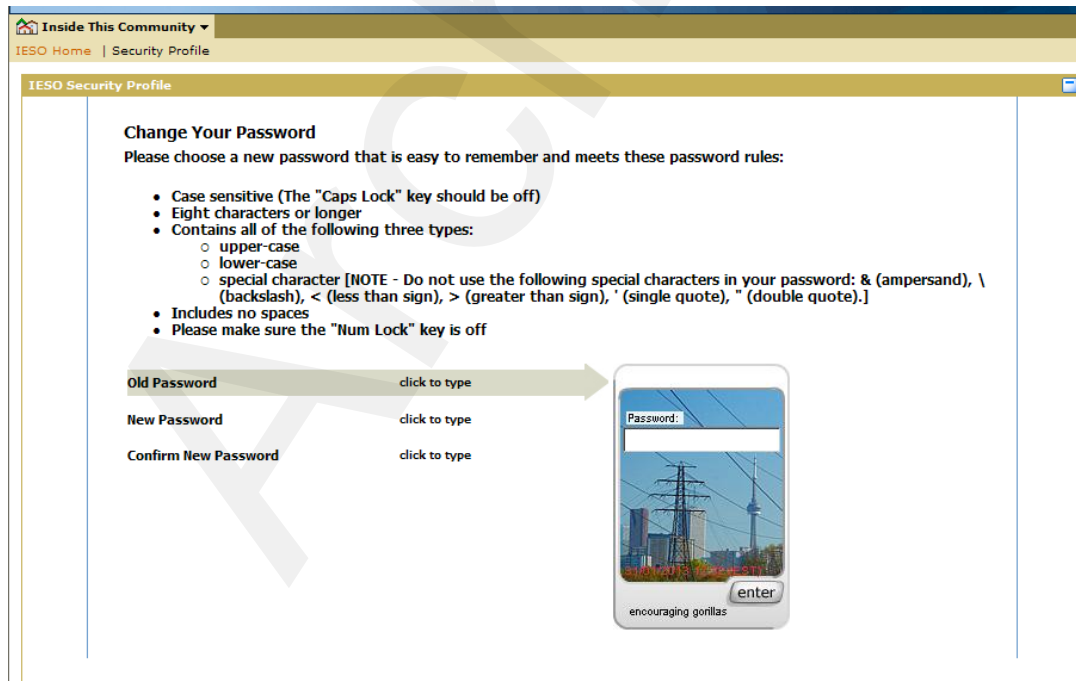 Inside This Community ▾
IESO Home | Security Profile
IESO Security Profile
Change Your Password
Please choose a new password that is easy to remember and meets these password rules:
• Case sensitive (The "Caps Lock" key should be off)
• Eight characters or longer
• Contains all of the following three types:
○ upper-case
○ lower-case
○ special character [NOTE - Do not use the following special characters in your password: & (ampersand), \
(backslash), < (less than sign), > (greater than sign), ' (single quote), " (double quote).]
• Includes no spaces
• Please make sure the "Num Lock" key is off
Old Password click to type
New Password click to type
Confirm New Password click to type
Password:
enter
encouraging gorillas